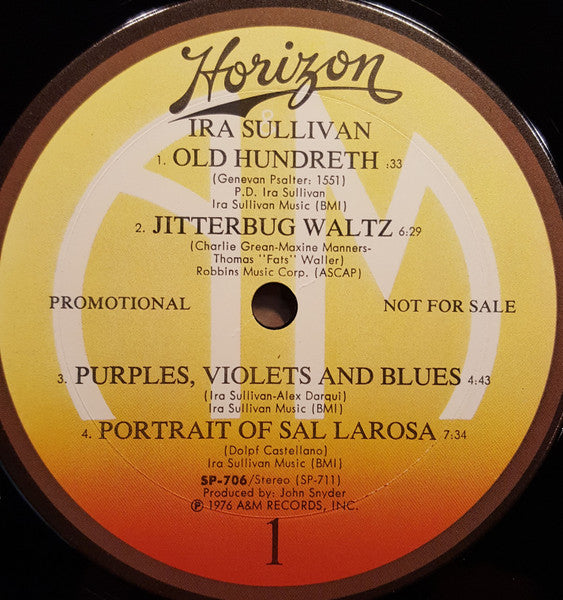 Horizon
IRA SULLIVAN
1. OLD HUNDRETH :33
(Genevan Psalter: 1551)
P.D. Ira Sullivan
Ira Sullivan Music (BMI)
2. JITTERBUG WALTZ 6:29
(Charlie Grean-Maxine Manners-
Thomas "Fats" Waller)
Robbins Music Corp. (ASCAP)
PROMOTIONAL NOT FOR SALE
3. PURPLES, VIOLETS AND BLUES 4:43
(Ira Sullivan-Alex Darqui)
Ira Sullivan Music (BMI)
4. PORTRAIT OF SAL LAROSA 7:34
(Dolpf Castellano)
Ira Sullivan Music (BMI)
SP-706/Stereo (SP-711)
Produced by: John Snyder
℗ 1976 A&M RECORDS, INC.
1
AM